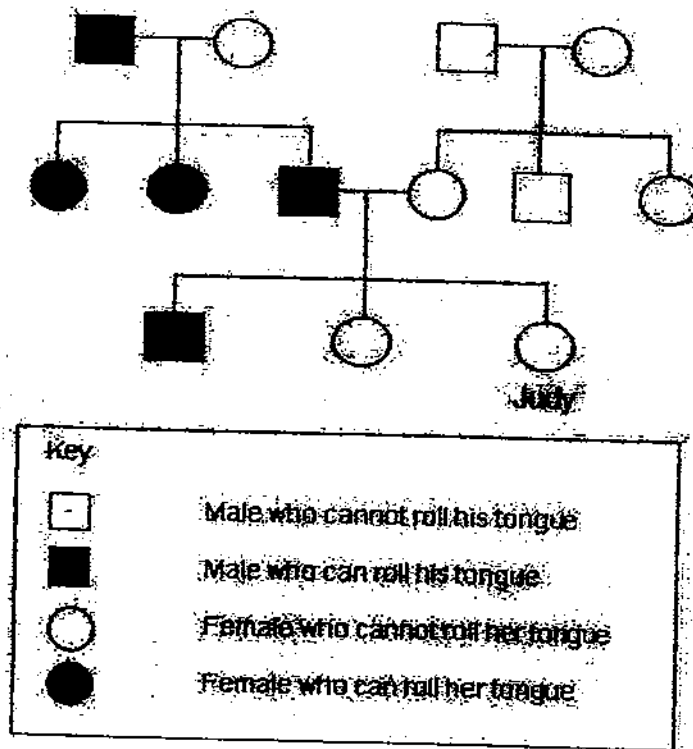 Judy
Key
Male who cannot roll his tongue
Male who can roll his tongue
Female who cannot roll her tongue
Female who can roll her tongue